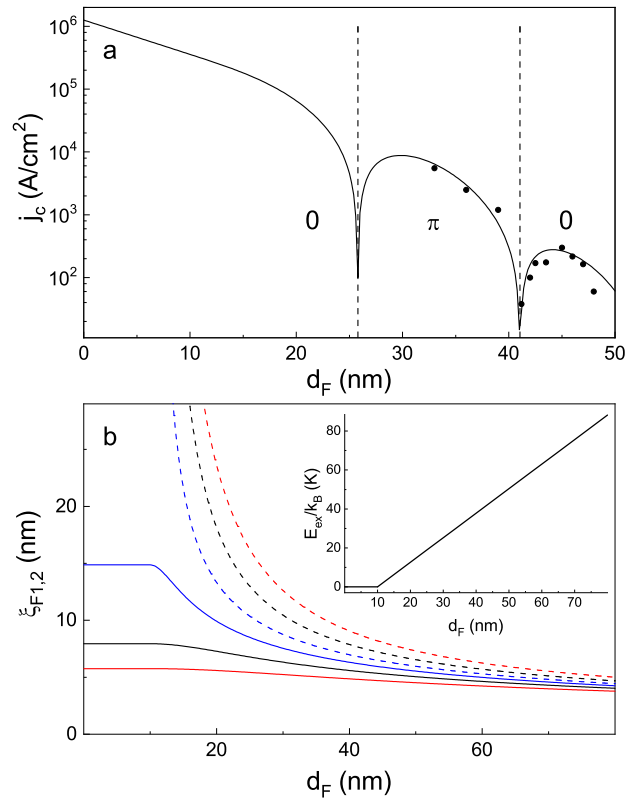 a
10^6
10^5
10^4
10^3
10^2
j_c (A/cm^2)
0
π
0
0 10 20 30 40 50
d_F (nm)
b
20
10
0
ξ_F1,2 (nm)
20 40 60
d_F (nm)
80
60
40
20
0
E_ex/k_B (K)
10 20 30 40 50 60 70
d_F (nm)